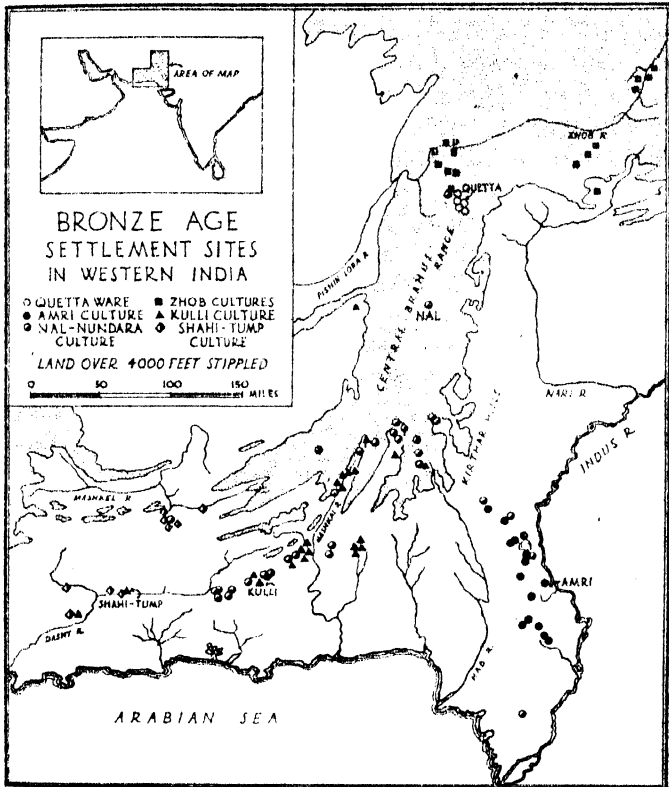 AREA OF MAP
BRONZE AGE
SETTLEMENT SITES
IN WESTERN INDIA
QUETTA WARE
ZHOB CULTURES
AMRI CULTURE
KULLI CULTURE
NAL-NUNDARA CULTURE
SHAHI-TUMP CULTURE
LAND OVER 4000 FEET STIPPLED
0 50 100 150 MILES
ZHOB R.
QUETTA
PISHIN LORA R.
CENTRAL BRAHUI RANGE
NAL
NARI R.
INDUS R.
KIRTHAR HILLS
MASHKEL R.
MASHKAI R.
AMRI
SHAHI-TUMP
KULLI
DASHT R.
HAB R.
ARABIAN SEA